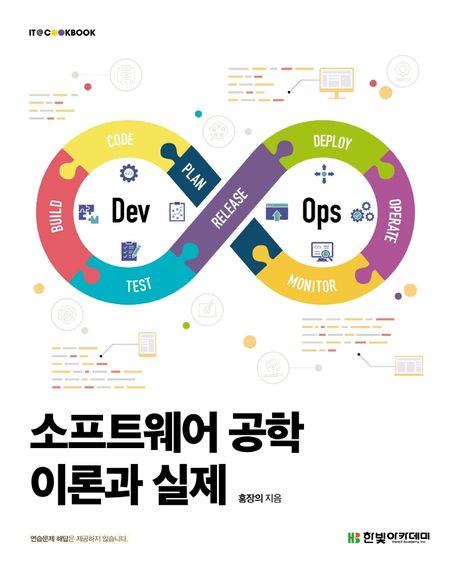 IT@COOKBOOK
CODE
PLAN
BUILD
Dev
TEST
RELEASE
DEPLOY
Ops
OPERATE
MONITOR
소프트웨어 공학
이론과 실제
홍장의 지음
연습문제 해답은 제공하지 않습니다.
HB 한빛아카데미
Hanbit Academy, Inc.